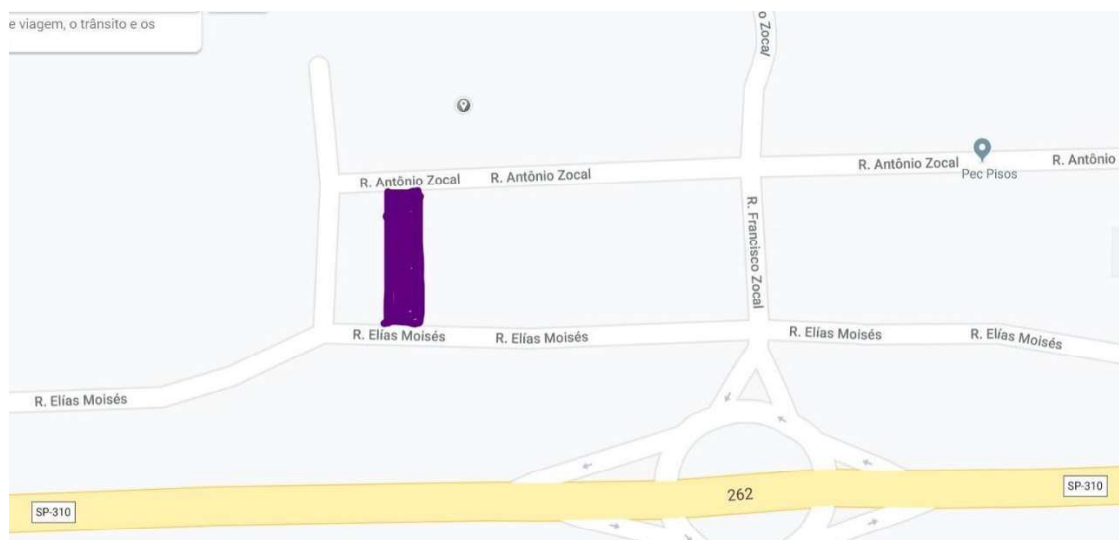 e viagem, o trânsito e os
o Zocal
R. Antônio Zocal
R. Antônio Zocal
R. Antônio Zocal
R. Antônio
Pec Pisos
R. Francisco Zocal
R. Elías Moisés
R. Elías Moisés
R. Elías Moisés
R. Elías Moisés
R. Elías Moisés
262
SP-310
SP-310